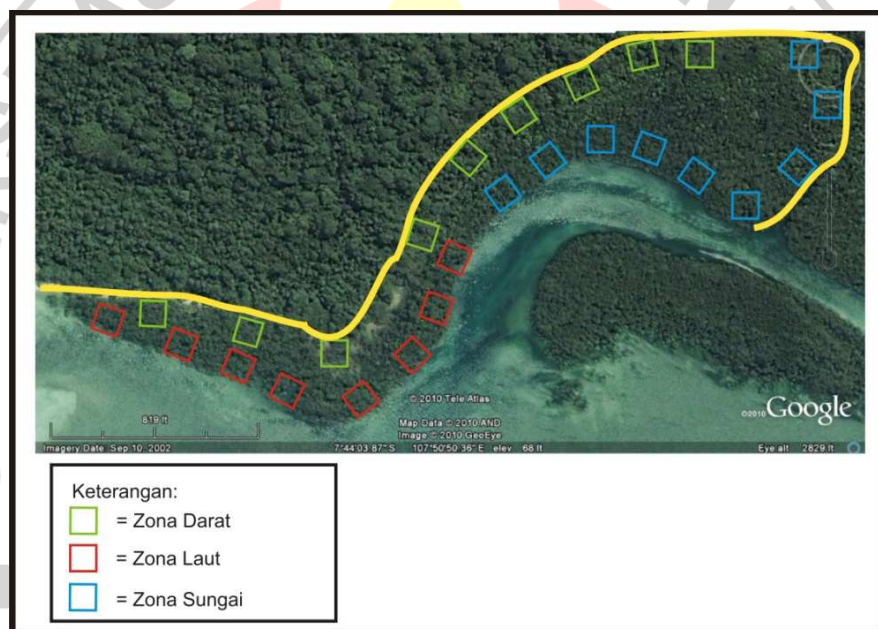 © 2010 Tele Atlas
Map Data © 2010 AND
Image © 2010 GeoEye
©2010 Google
819 ft
Imagery Date: Sep 10, 2002 7°44'03.87" S 107°50'50.36" E elev 68 ft Eye alt 2829 ft
Keterangan:
= Zona Darat
= Zona Laut
= Zona Sungai